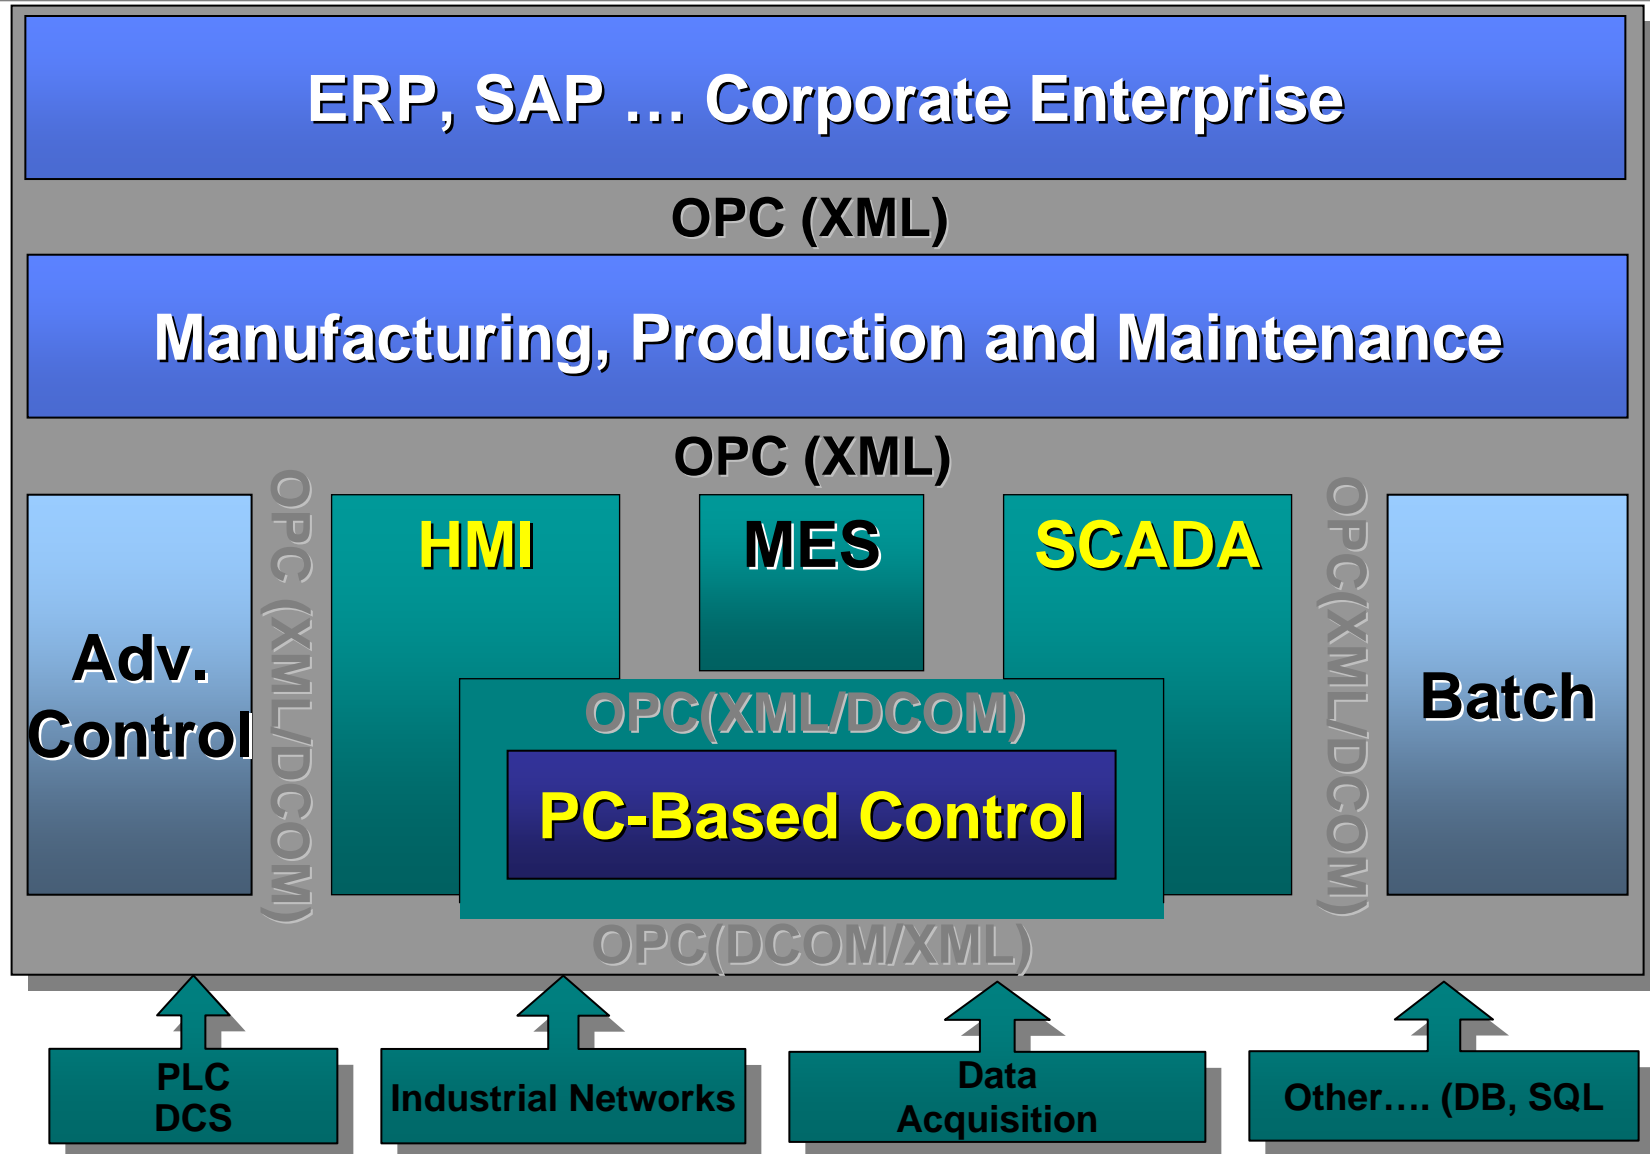 ERP, SAP … Corporate Enterprise
OPC (XML)
Manufacturing, Production and Maintenance
OPC (XML)
Adv.
Control
OPC (XML/DCOM)
HMI
MES
SCADA
OPC(XML/DCOM)
PC-Based Control
OPC(XML/DCOM)
Batch
OPC(DCOM/XML)
PLC
DCS
Industrial Networks
Data
Acquisition
Other…. (DB, SQL